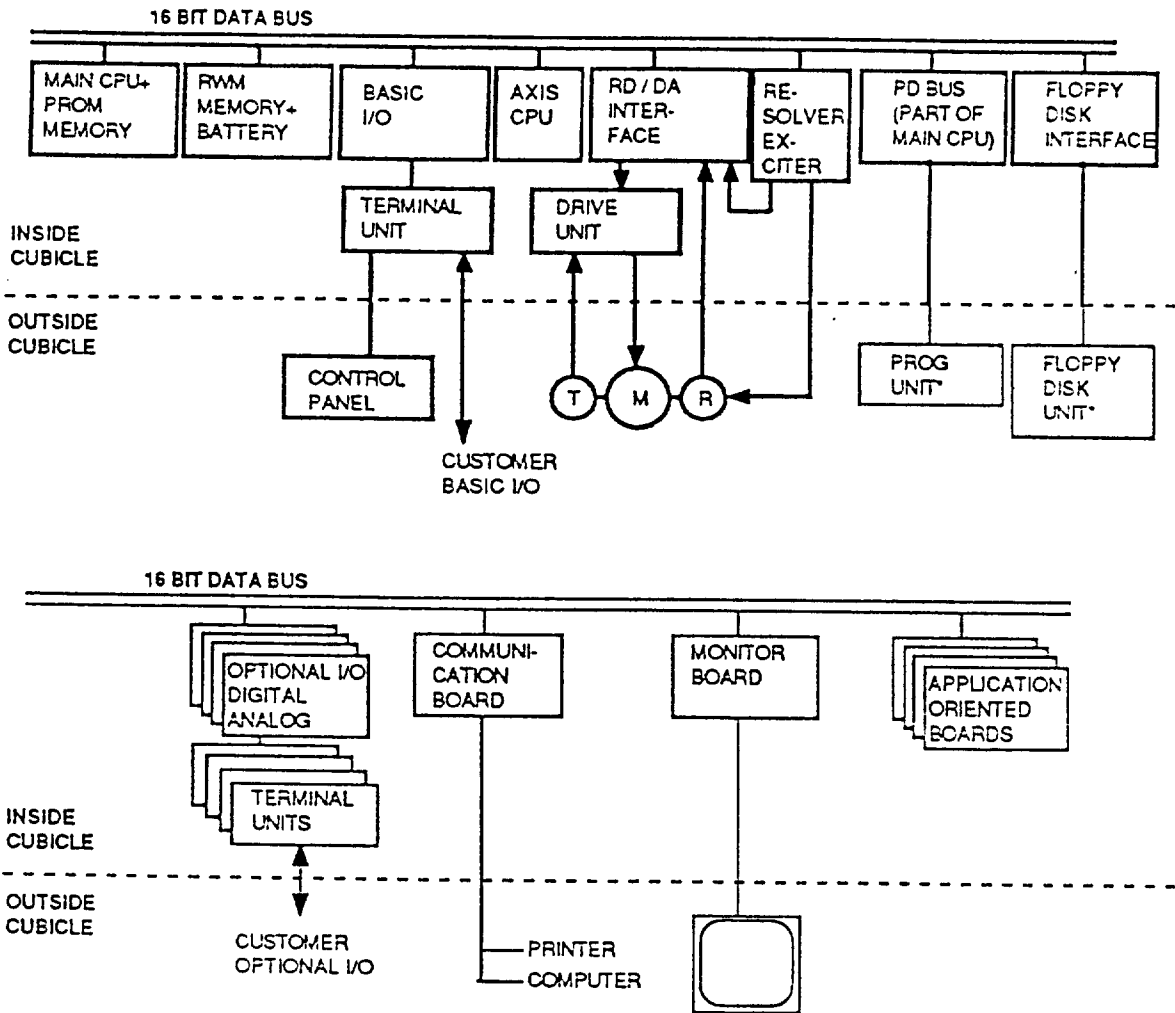 16 BIT DATA BUS
MAIN CPU+
PROM
MEMORY
RWM
MEMORY+
BATTERY
BASIC
I/O
AXIS
CPU
RD / DA
INTER-
FACE
RE-
SOLVER
EX-
CITER
PD BUS
(PART OF
MAIN CPU)
FLOPPY
DISK
INTERFACE
TERMINAL
UNIT
DRIVE
UNIT
INSIDE
CUBICLE
OUTSIDE
CUBICLE
CONTROL
PANEL
T
M
R
PROG
UNIT*
FLOPPY
DISK
UNIT*
CUSTOMER
BASIC I/O
16 BIT DATA BUS
OPTIONAL I/O
DIGITAL
ANALOG
COMMUNI-
CATION
BOARD
MONITOR
BOARD
APPLICATION
ORIENTED
BOARDS
TERMINAL
UNITS
INSIDE
CUBICLE
OUTSIDE
CUBICLE
CUSTOMER
OPTIONAL I/O
PRINTER
COMPUTER